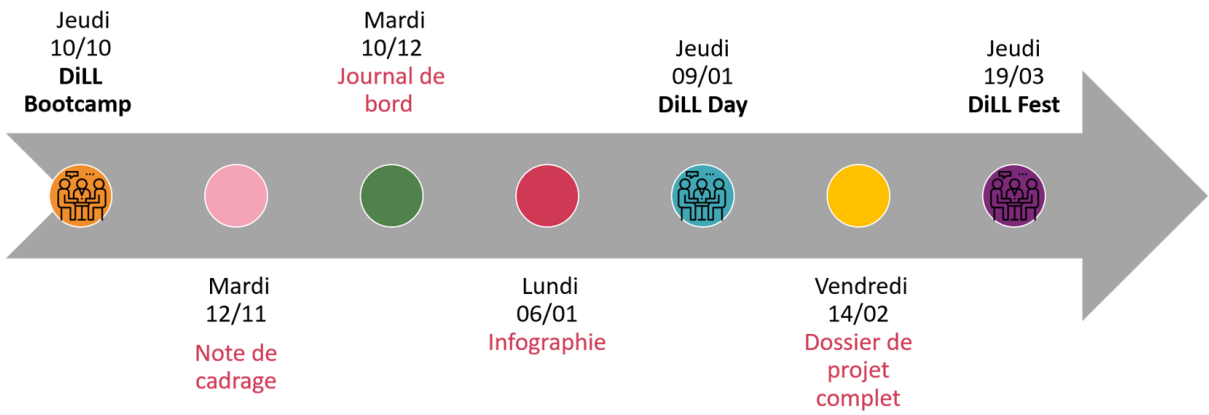 Jeudi
10/10
DiLL
Bootcamp
Mardi
12/11
Note de
cadrage
Mardi
10/12
Journal de
bord
Lundi
06/01
Infographie
Jeudi
09/01
DiLL Day
Vendredi
14/02
Dossier de
projet
complet
Jeudi
19/03
DiLL Fest